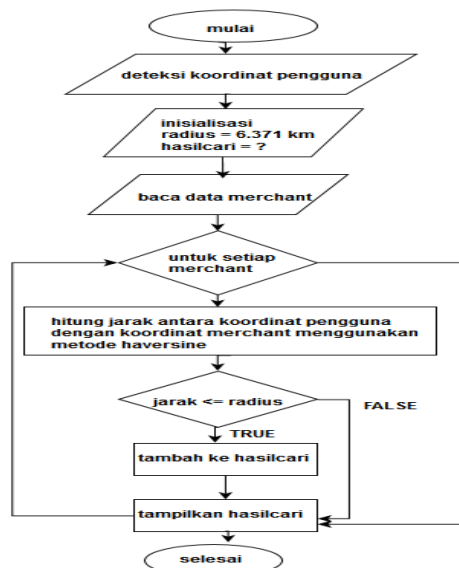 mulai
deteksi koordinat pengguna
inisialisasi
radius = 6.371 km
hasilcari = ?
baca data merchant
untuk setiap
merchant
hitung jarak antara koordinat pengguna
dengan koordinat merchant menggunakan
metode haversine
jarak <= radius
FALSE
TRUE
tambah ke hasilcari
tampilkan hasilcari
selesai